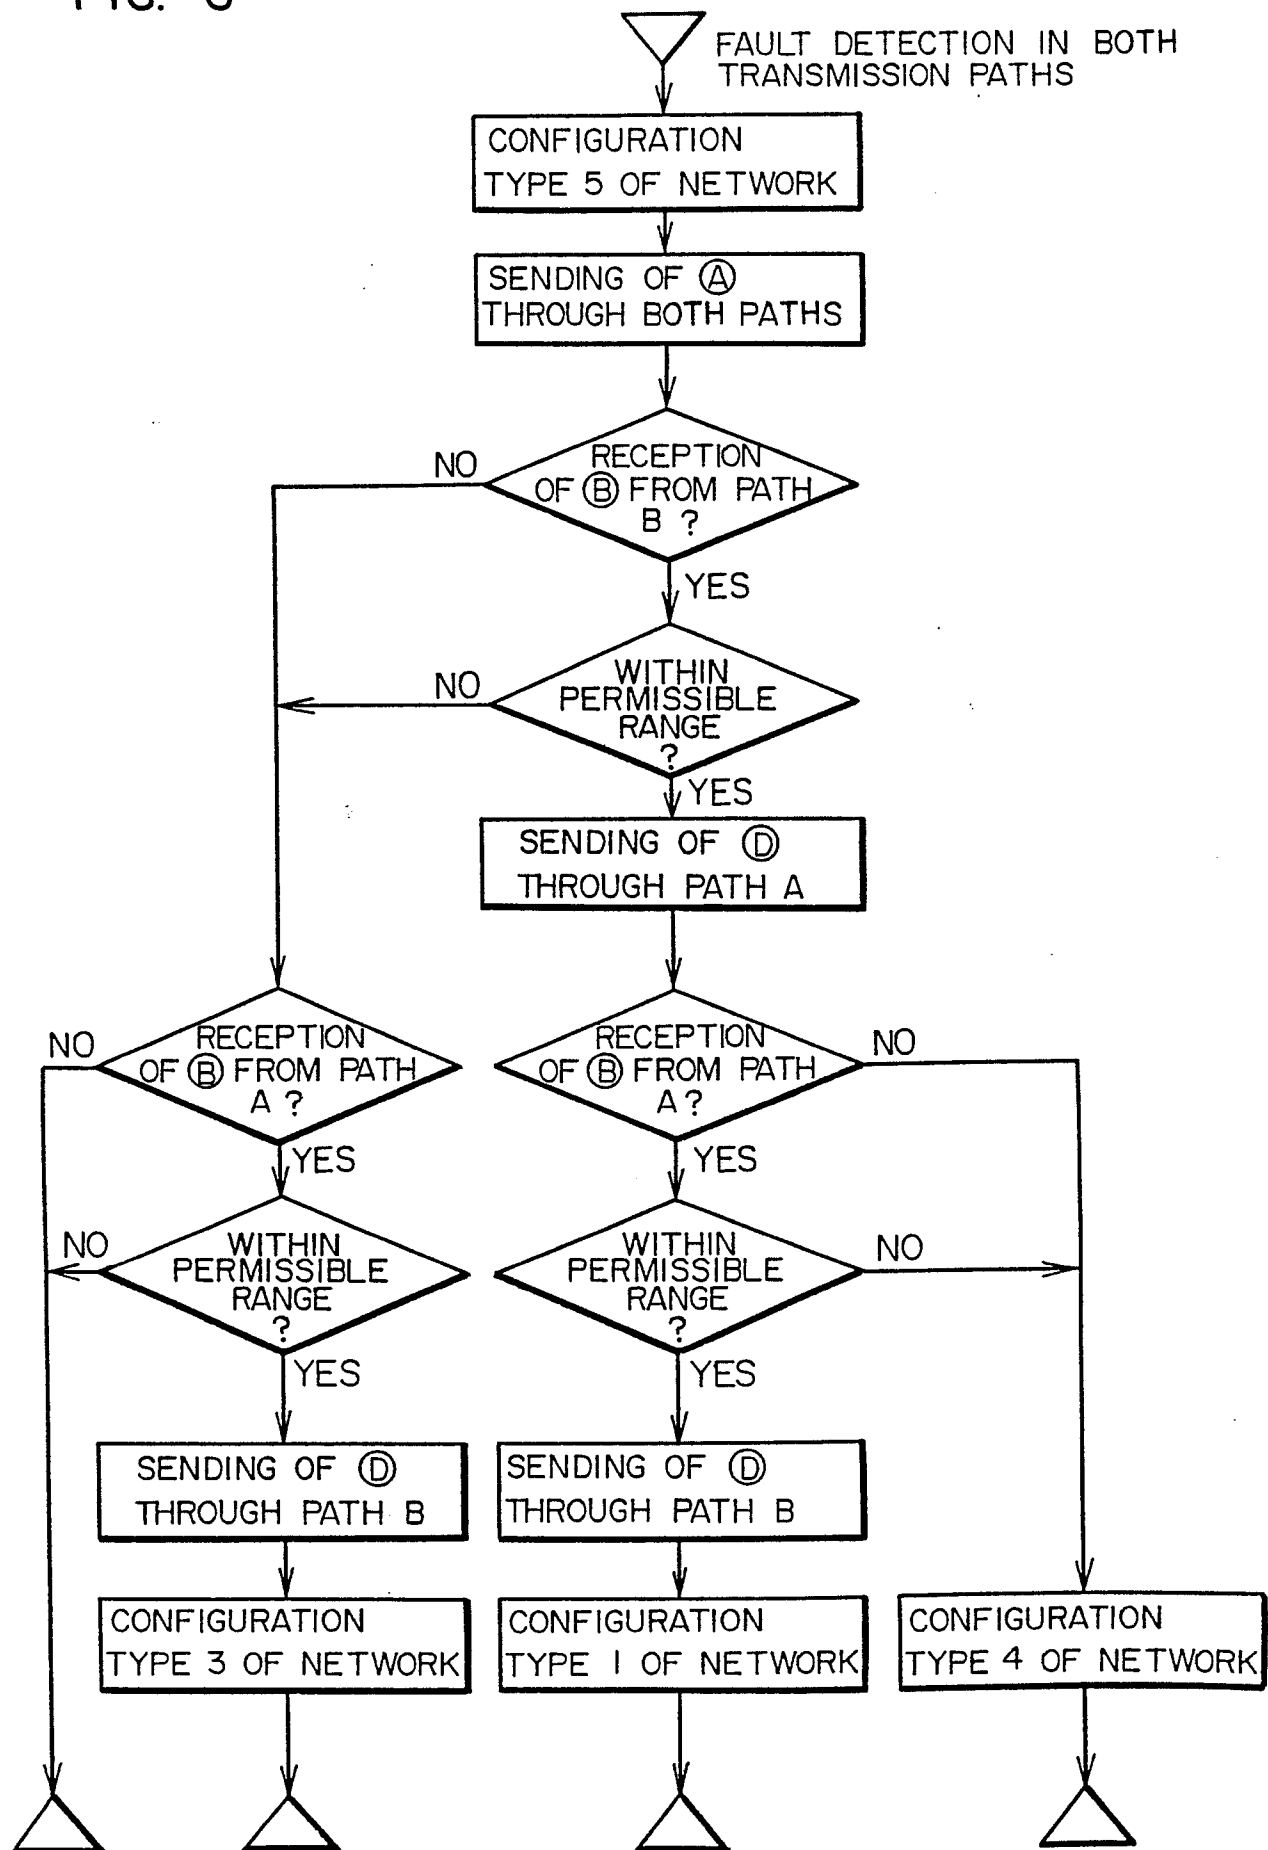 FAULT DETECTION IN BOTH
TRANSMISSION PATHS
CONFIGURATION
TYPE 5 OF NETWORK
SENDING OF Ⓐ
THROUGH BOTH PATHS
RECEPTION
OF Ⓑ FROM PATH
B ?
NO
YES
WITHIN
PERMISSIBLE
RANGE
?
NO
YES
SENDING OF Ⓓ
THROUGH PATH A
NO
RECEPTION
OF Ⓑ FROM PATH
A ?
YES
RECEPTION
OF Ⓑ FROM PATH
A ?
NO
YES
NO
WITHIN
PERMISSIBLE
RANGE
?
YES
WITHIN
PERMISSIBLE
RANGE
?
NO
YES
SENDING OF Ⓓ
THROUGH PATH B
SENDING OF Ⓓ
THROUGH PATH B
CONFIGURATION
TYPE 3 OF NETWORK
CONFIGURATION
TYPE 1 OF NETWORK
CONFIGURATION
TYPE 4 OF NETWORK